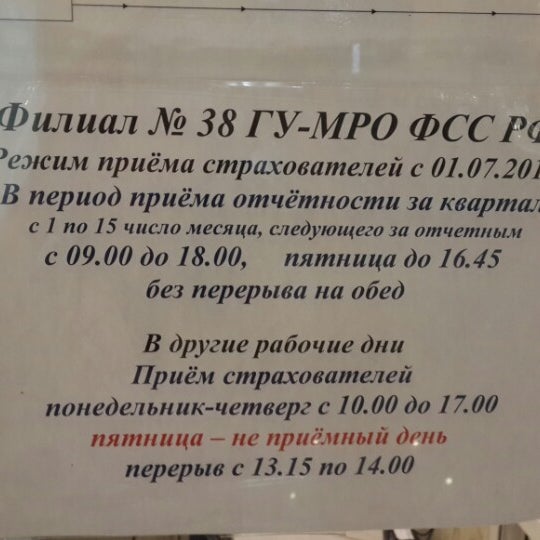 Филиал № 38 ГУ-МРО ФСС РФ
Режим приёма страхователей с 01.07.201
В период приёма отчётности за квартал
с 1 по 15 число месяца, следующего за отчетным
с 09.00 до 18.00, пятница до 16.45
без перерыва на обед
В другие рабочие дни
Приём страхователей
понедельник-четверг с 10.00 до 17.00
пятница – не приёмный день
перерыв с 13.15 по 14.00